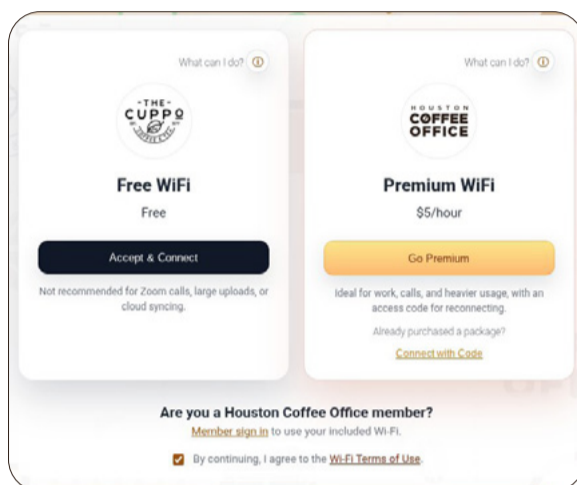 What can I do?
-THE-
CUPPO
COFFEE & TEA
Free WiFi
Free
Accept & Connect
Not recommended for Zoom calls, large uploads, or
cloud syncing.
What can I do?
HOUSTON
COFFEE
OFFICE
Premium WiFi
$5/hour
Go Premium
Ideal for work, calls, and heavier usage, with an
access code for reconnecting.
Already purchased a package?
Connect with Code
Are you a Houston Coffee Office member?
Member sign in to use your included Wi-Fi.
By continuing, I agree to the Wi-Fi Terms of Use.